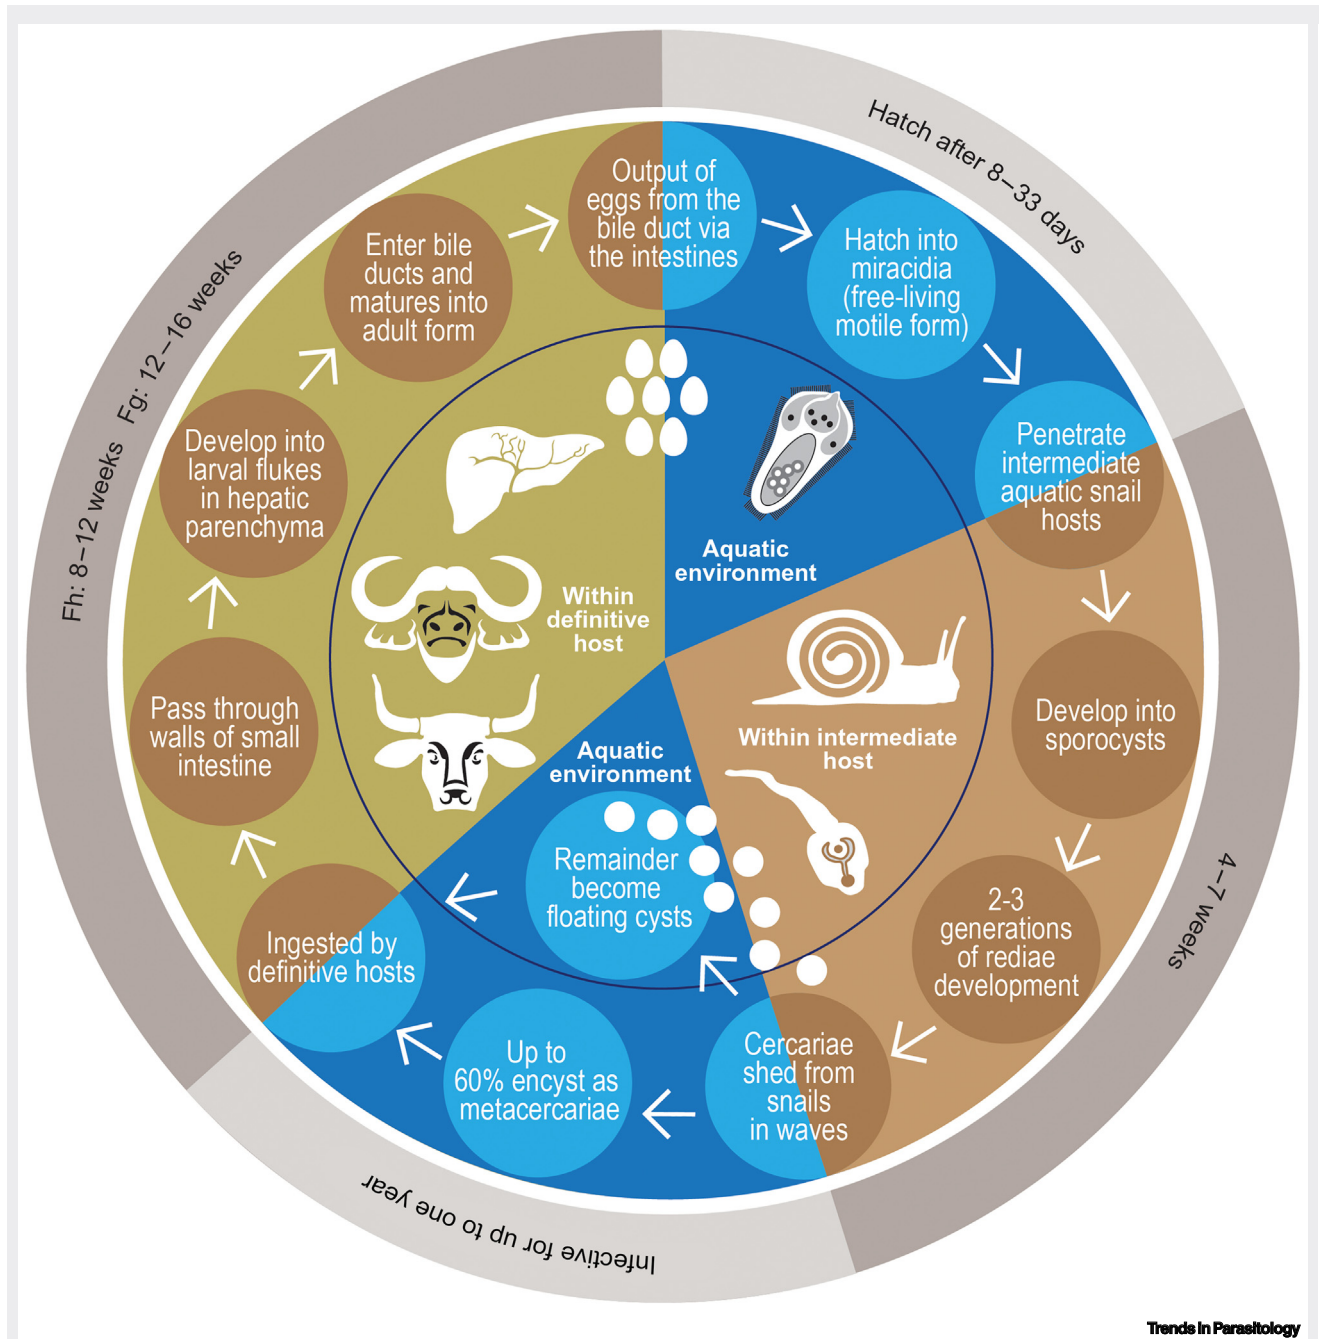 Hatch after 8–33 days
Output of
eggs from the
bile duct via
the intestines
Hatch into
miracidia
(free-living
motile form)
Penetrate
intermediate
aquatic snail
hosts
Aquatic
environment
4–7 weeks
Develop into
sporocysts
2-3
generations
of rediae
development
Within intermediate
host
Cercariae
shed from
snails
in waves
Aquatic
environment
Remainder
become
floating cysts
Up to
60% encyst as
metacercariae
Infective for up to one year
Ingested by
definitive hosts
Fh: 8–12 weeks Fg: 12–16 weeks
Pass through
walls of small
intestine
Develop into
larval flukes
in hepatic
parenchyma
Enter bile
ducts and
matures into
adult form
Within
definitive
host
Trends in Parasitology